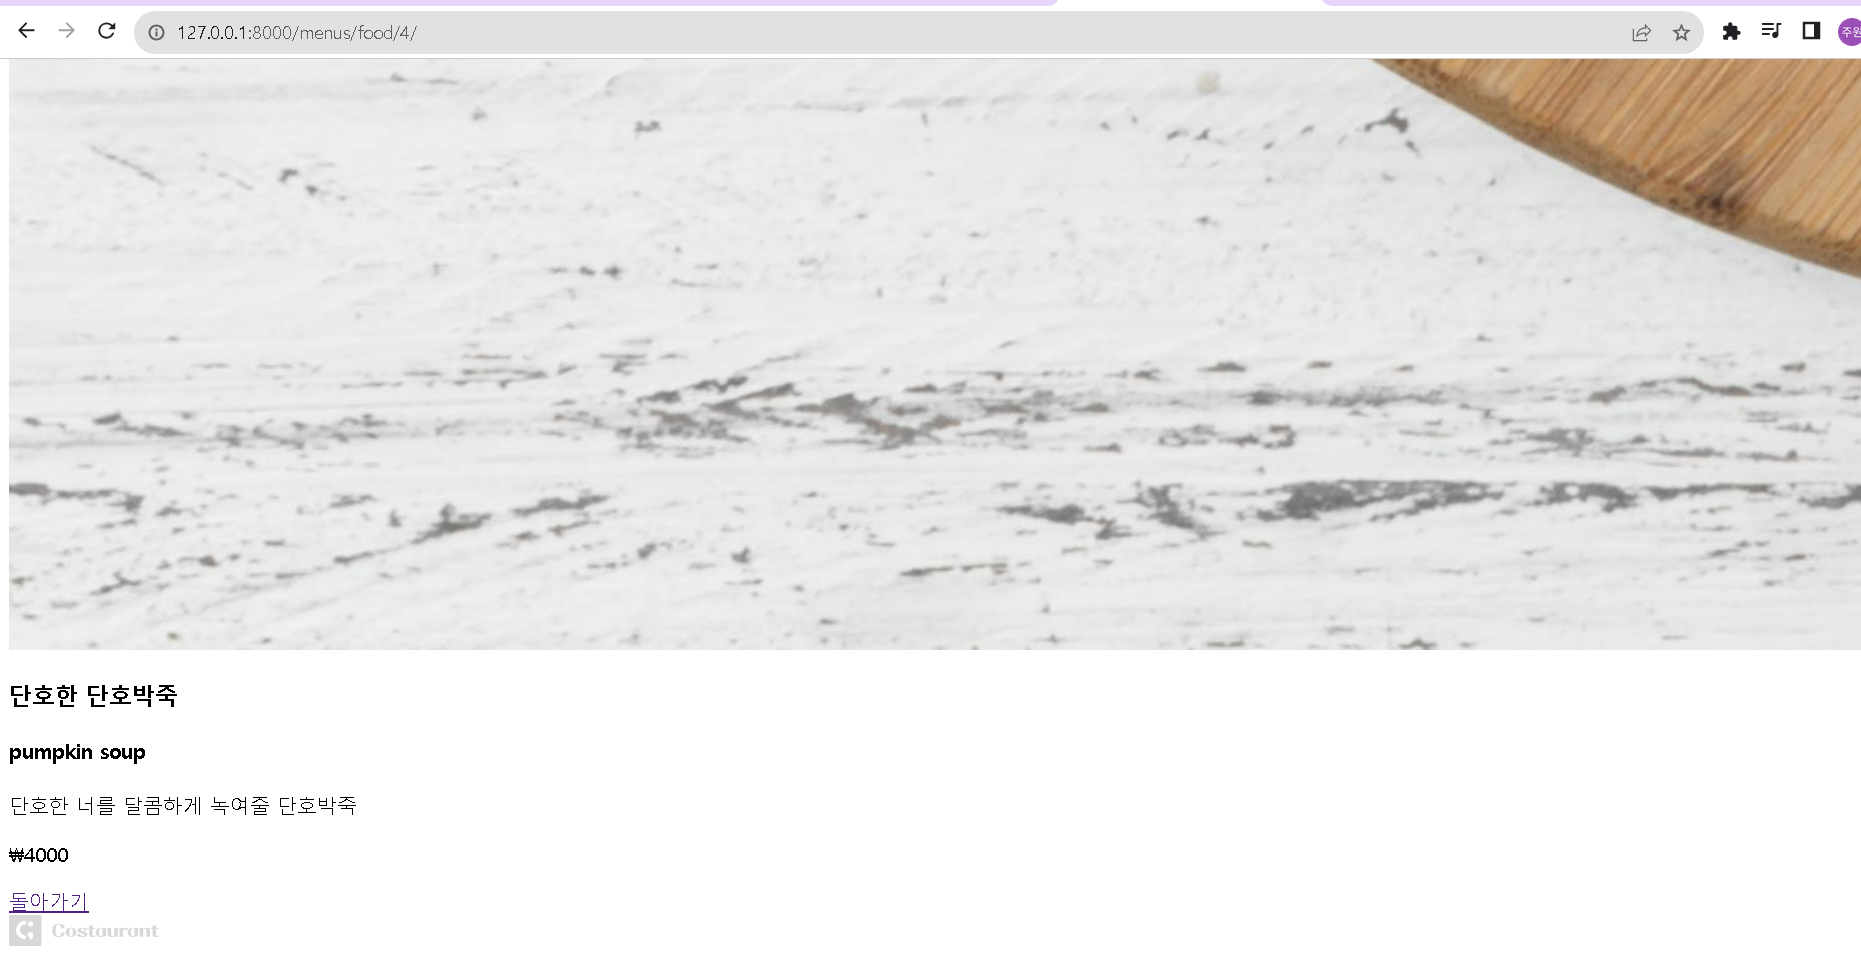 127.0.0.1:8000/menus/food/4/
주원
단호한 단호박죽
pumpkin soup
단호한 너를 달콤하게 녹여줄 단호박죽
₩4000
돌아가기
Costaurant